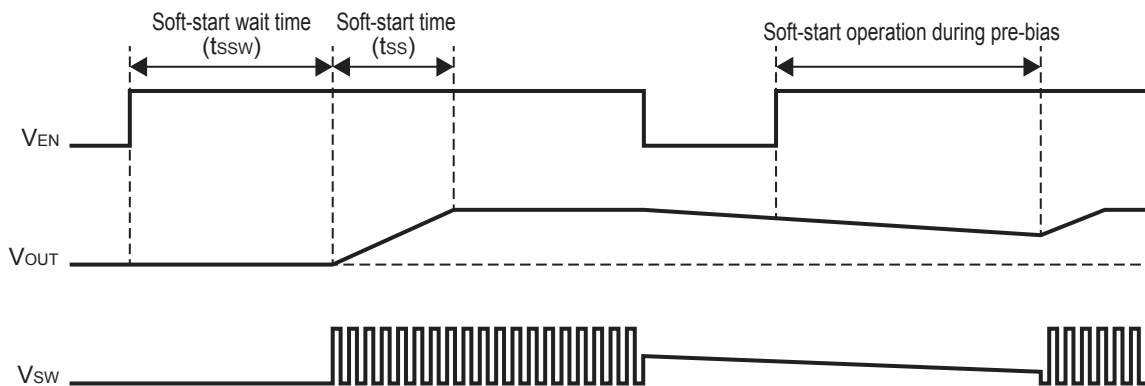 Soft-start wait time
(tSSW)
Soft-start time
(tSS)
Soft-start operation during pre-bias
VEN
VOUT
VSW